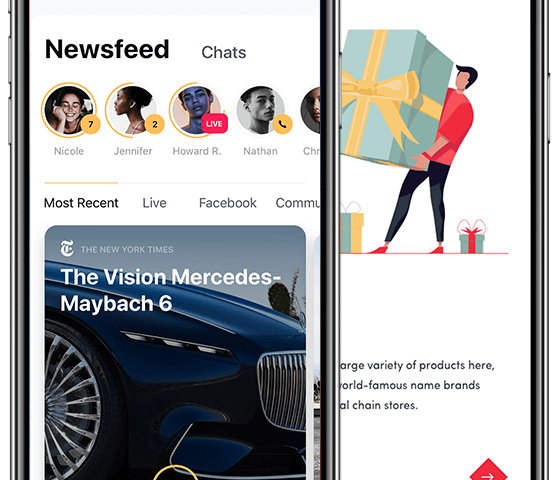 Newsfeed
Chats
7
2
LIVE
Nicole
Jennifer
Howard R.
Nathan
Chr
Most Recent
Live
Facebook
Commu
THE NEW YORK TIMES
The Vision Mercedes-
Maybach 6
arge variety of products here,
world-famous name brands
al chain stores.